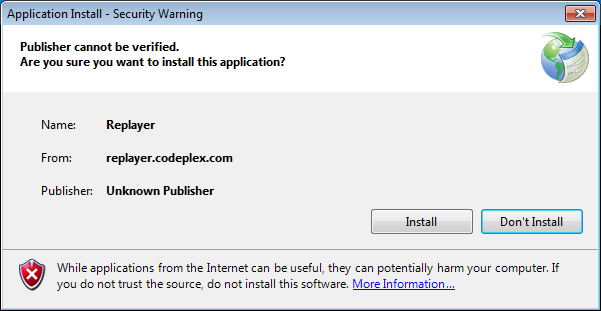 Application Install - Security Warning
Publisher cannot be verified.
Are you sure you want to install this application?
Name: Replayer
From: replayer.codeplex.com
Publisher: Unknown Publisher
Install Don't Install
While applications from the Internet can be useful, they can potentially harm your computer. If
you do not trust the source, do not install this software. More Information...